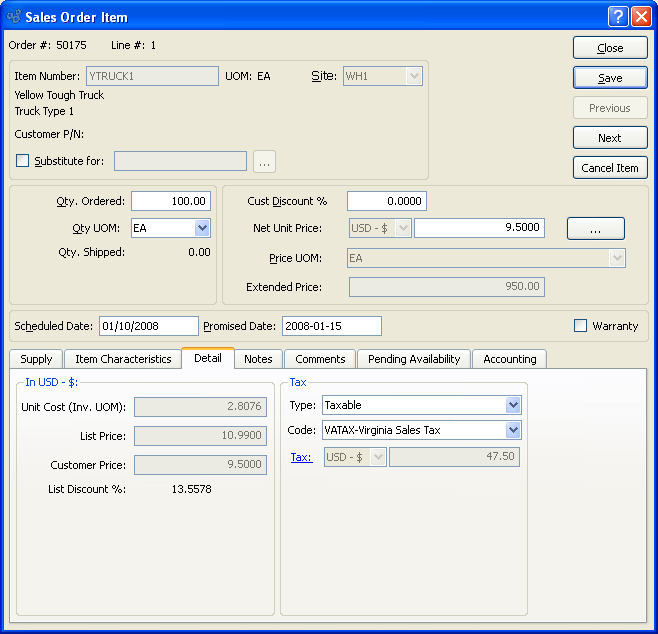 Sales Order Item
Order #: 50175 Line #: 1
Close
Item Number: YTRUCK1 UOM: EA Site: WH1
Save
Yellow Tough Truck
Truck Type 1
Previous
Customer P/N:
Next
Substitute for: ...
Cancel Item
Qty. Ordered: 100.00 Cust Discount % 0.0000
Qty UOM: EA Net Unit Price: USD - $ 9.5000 ...
Qty. Shipped: 0.00 Price UOM: EA
Extended Price: 950.00
Scheduled Date: 01/10/2008 Promised Date: 2008-01-15 Warranty
Supply Item Characteristics Detail Notes Comments Pending Availability Accounting
In USD - $: Tax
Unit Cost (Inv. UOM): 2.8076 Type: Taxable
List Price: 10.9900 Code: VATAX-Virginia Sales Tax
Customer Price: 9.5000 Tax: USD - $ 47.50
List Discount %: 13.5578